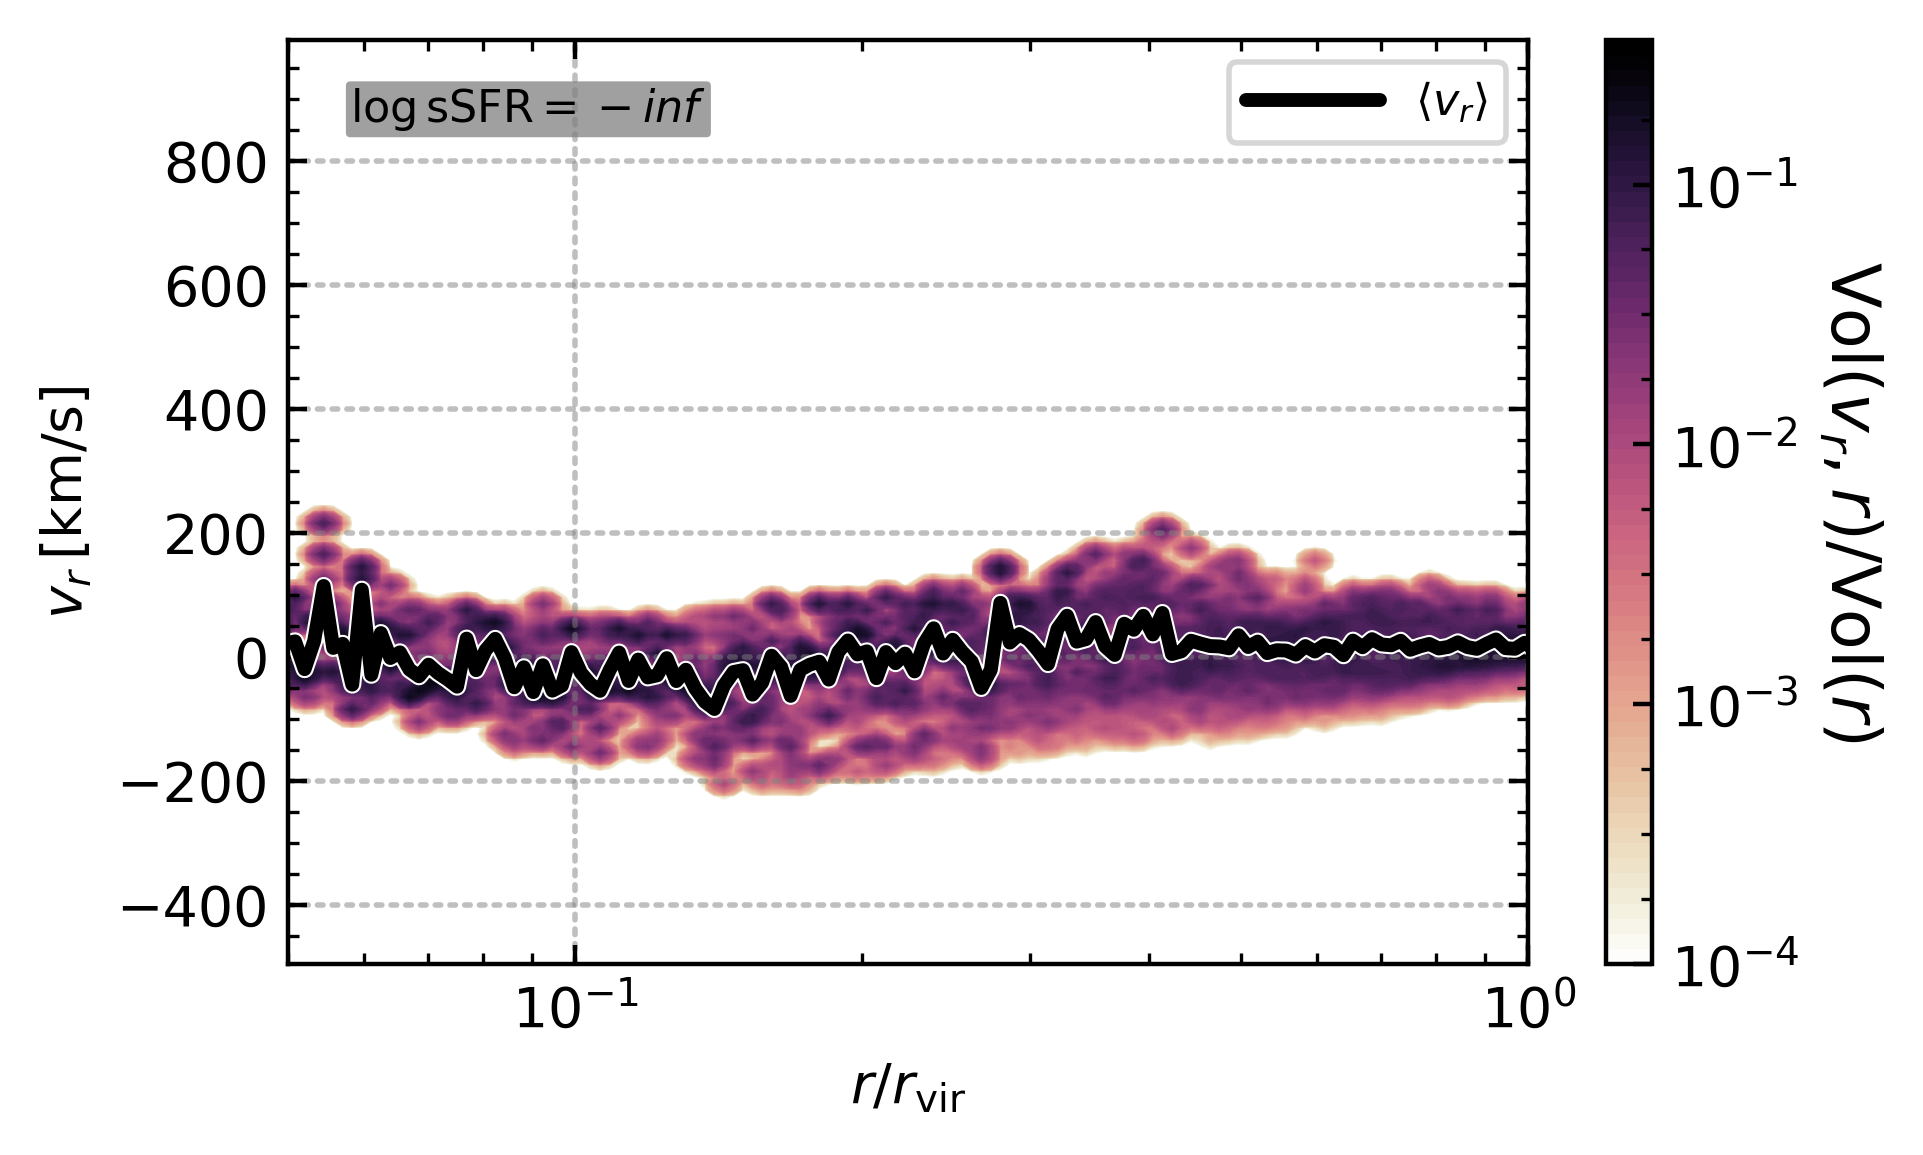 log sSFR = −inf
⟨v_r⟩
800
600
400
200
0
−200
−400
v_r [km/s]
10^−1
10^0
r/r_vir
10^−1
10^−2
10^−3
10^−4
Vol(v_r, r)/Vol(r)